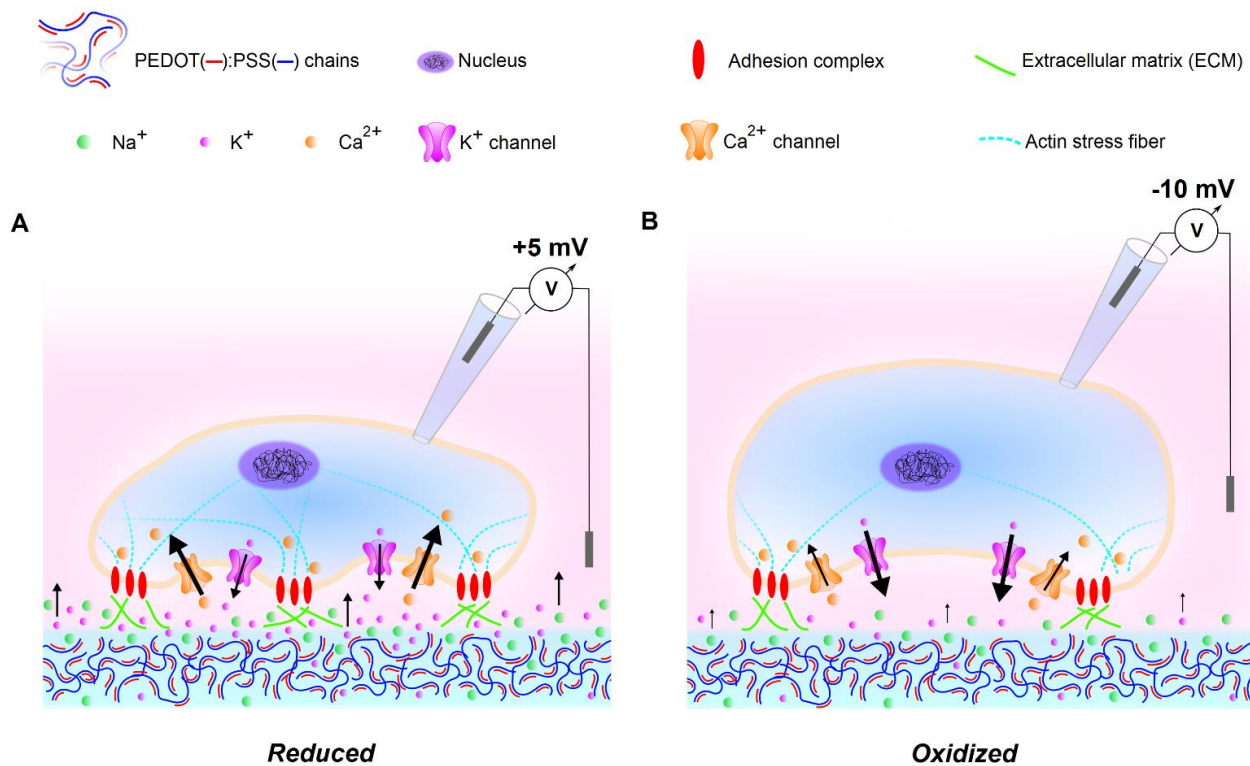 PEDOT(—):PSS(—) chains
Nucleus
Adhesion complex
Extracellular matrix (ECM)
Na⁺
K⁺
Ca²⁺
K⁺ channel
Ca²⁺ channel
Actin stress fiber
A
+5 mV
V
B
-10 mV
V
Reduced
Oxidized